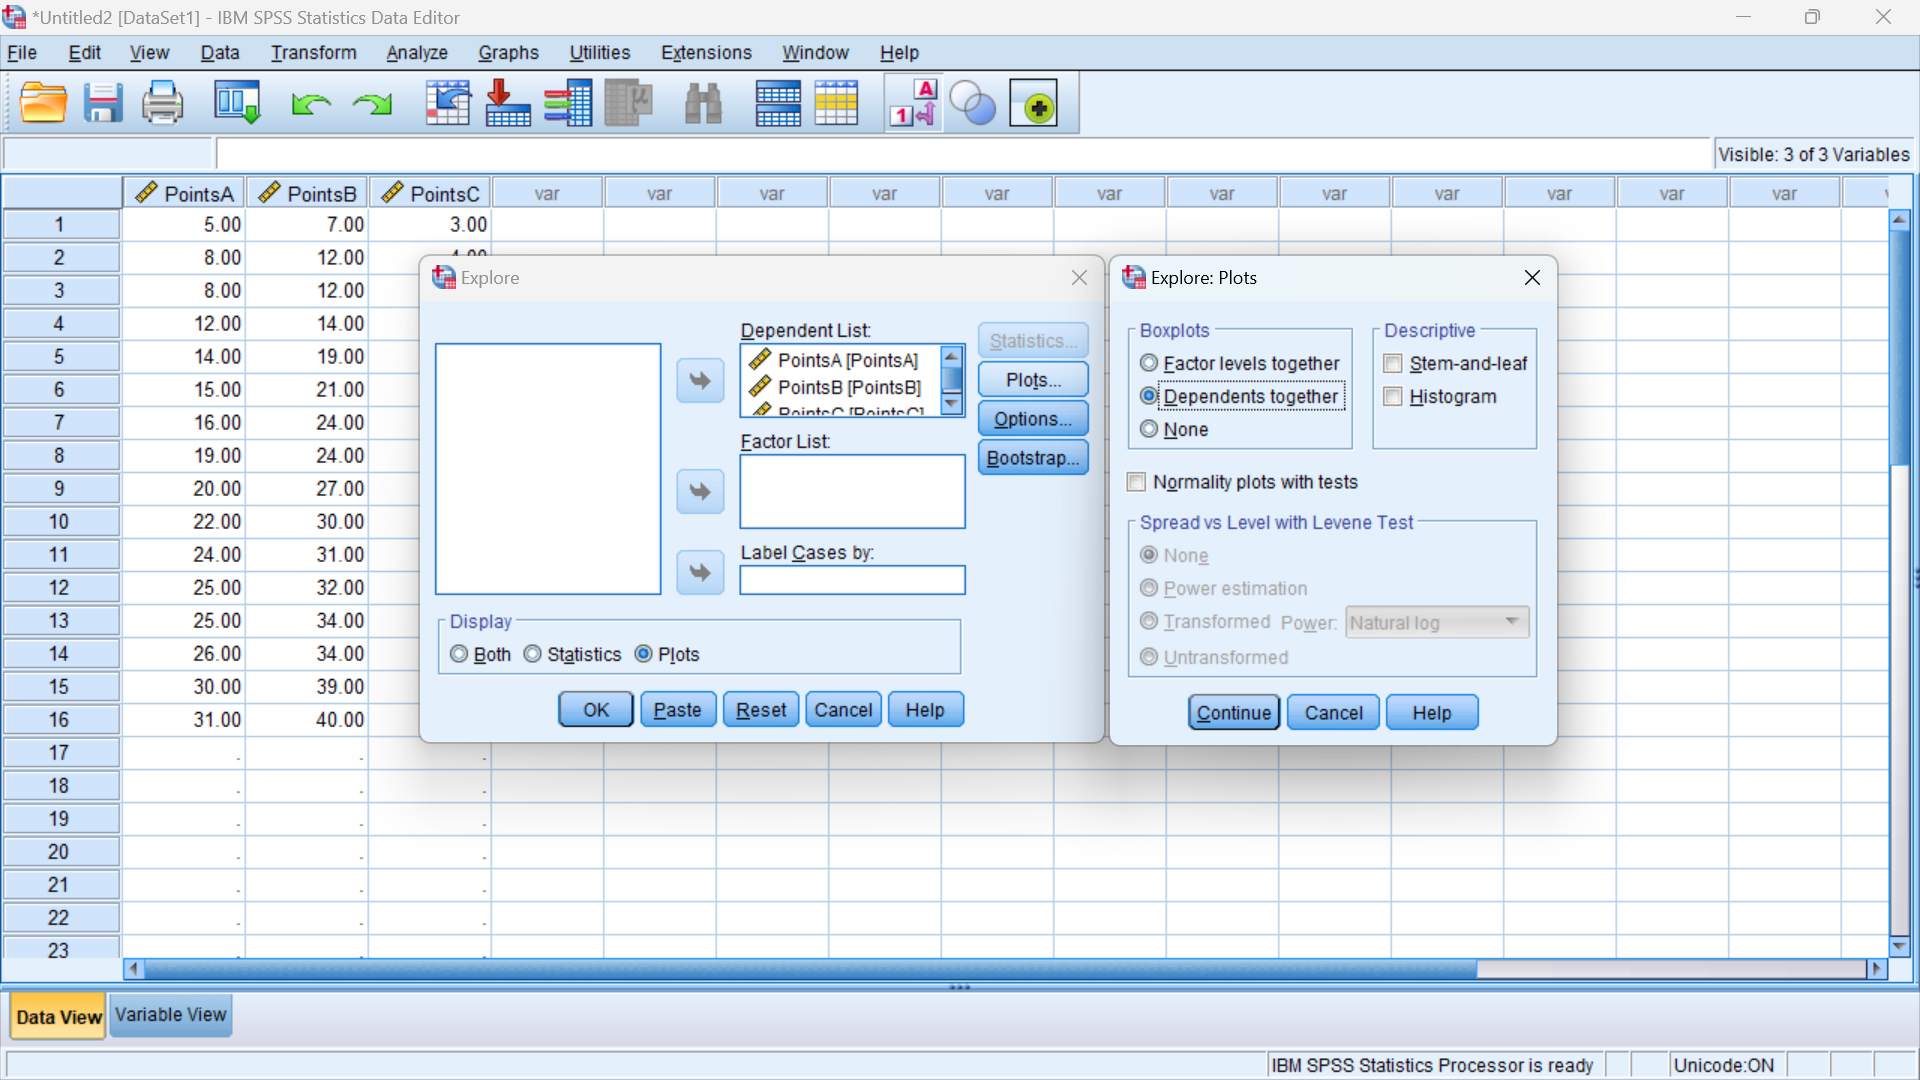 *Untitled2 [DataSet1] - IBM SPSS Statistics Data Editor
File Edit View Data Transform Analyze Graphs Utilities Extensions Window Help
Visible: 3 of 3 Variables
PointsA PointsB PointsC var var var var var var var var var var var var
1 5.00 7.00 3.00
2 8.00 12.00
3 8.00 12.00
4 12.00 14.00
5 14.00 19.00
6 15.00 21.00
7 16.00 24.00
8 19.00 24.00
9 20.00 27.00
10 22.00 30.00
11 24.00 31.00
12 25.00 32.00
13 25.00 34.00
14 26.00 34.00
15 30.00 39.00
16 31.00 40.00
17 . . .
18 . . .
19 . . .
20 . . .
21 . . .
22 . . .
23 . . .
Explore
Dependent List:
PointsA [PointsA]
PointsB [PointsB]
PointsC [PointsC]
Statistics...
Plots...
Options...
Bootstrap...
Factor List:
Label Cases by:
Display
Both Statistics Plots
OK Paste Reset Cancel Help
Explore: Plots
Boxplots
Factor levels together
Dependents together
None
Descriptive
Stem-and-leaf
Histogram
Normality plots with tests
Spread vs Level with Levene Test
None
Power estimation
Transformed Power: Natural log
Untransformed
Continue Cancel Help
Data View Variable View
IBM SPSS Statistics Processor is ready Unicode:ON